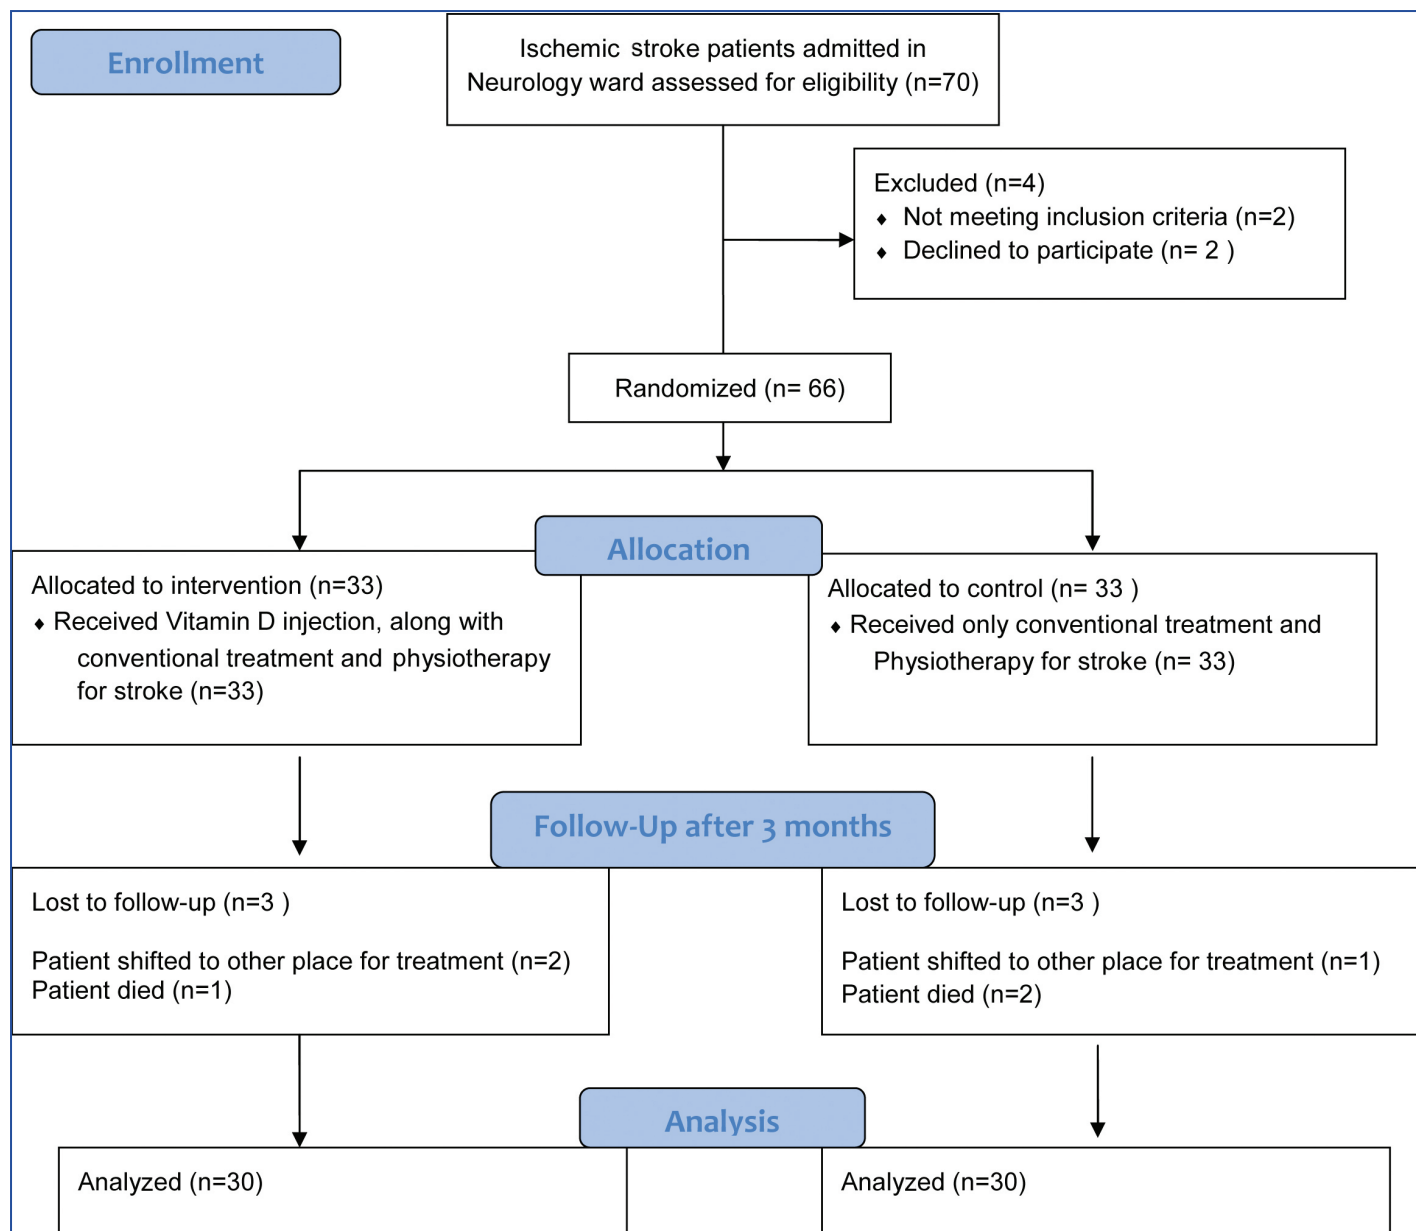 Enrollment
Ischemic stroke patients admitted in
Neurology ward assessed for eligibility (n=70)
Excluded (n=4)
♦ Not meeting inclusion criteria (n=2)
♦ Declined to participate (n= 2 )
Randomized (n= 66)
Allocation
Allocated to intervention (n=33)
♦ Received Vitamin D injection, along with
conventional treatment and physiotherapy
for stroke (n=33)
Allocated to control (n= 33 )
♦ Received only conventional treatment and
Physiotherapy for stroke (n= 33)
Follow-Up after 3 months
Lost to follow-up (n=3 )
Patient shifted to other place for treatment (n=2)
Patient died (n=1)
Lost to follow-up (n=3 )
Patient shifted to other place for treatment (n=1)
Patient died (n=2)
Analysis
Analyzed (n=30)
Analyzed (n=30)